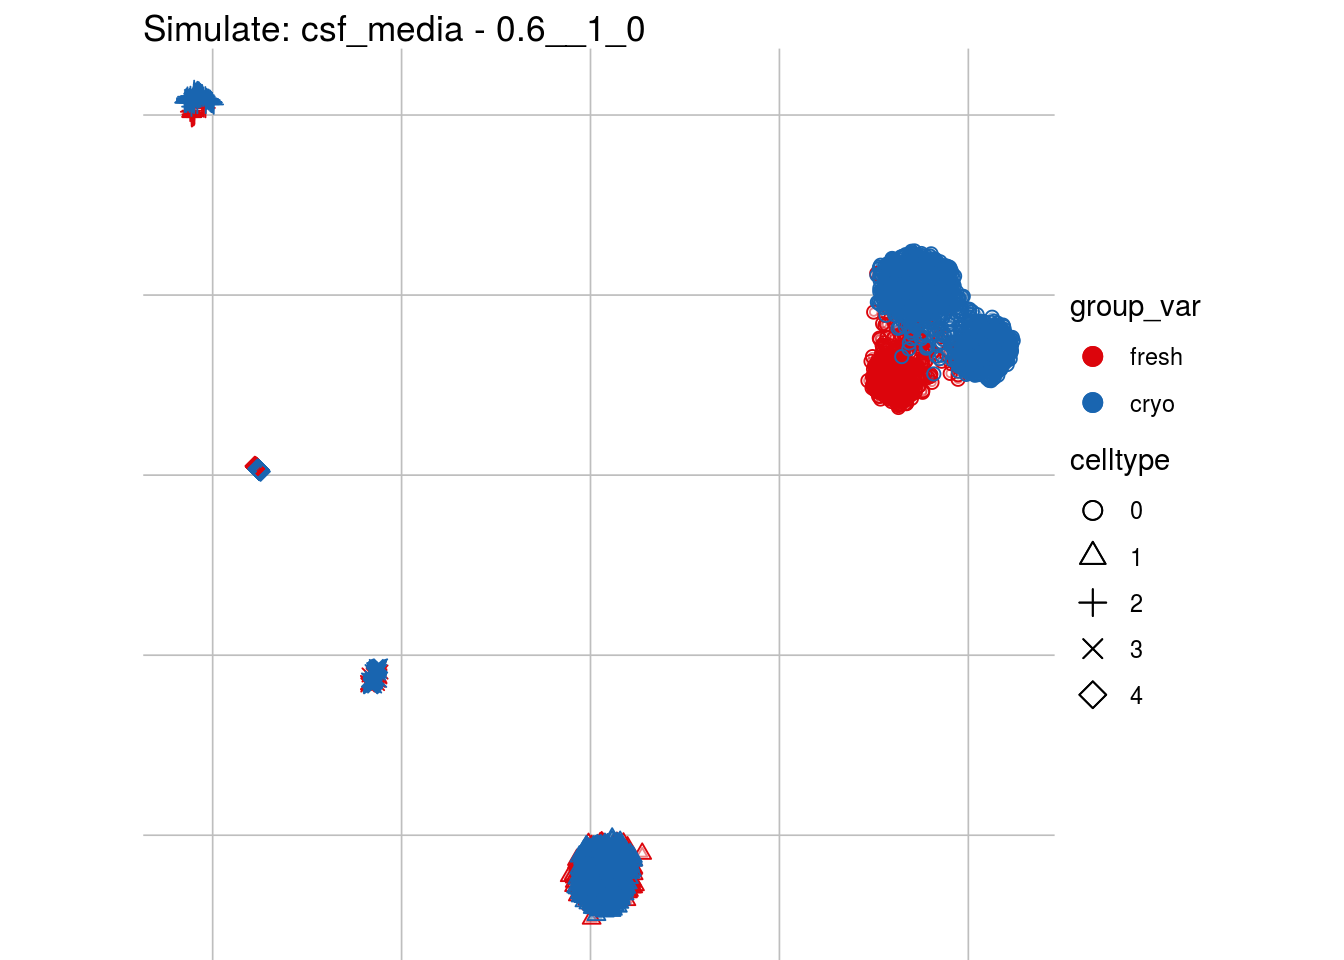 Simulate: csf_media - 0.6__1_0
group_var
fresh
cryo
celltype
0
1
2
3
4